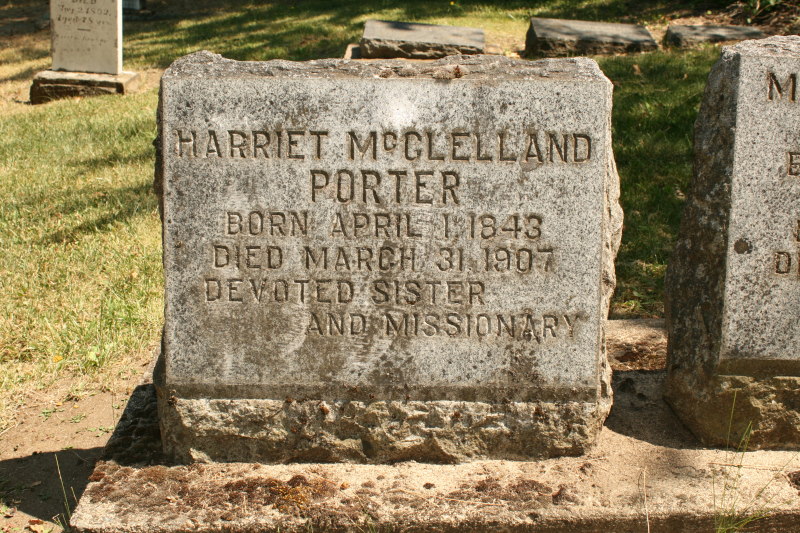 HARRIET McCLELLAND
PORTER
BORN APRIL 1, 1843
DIED MARCH 31, 1907
DEVOTED SISTER
AND MISSIONARY
M
D